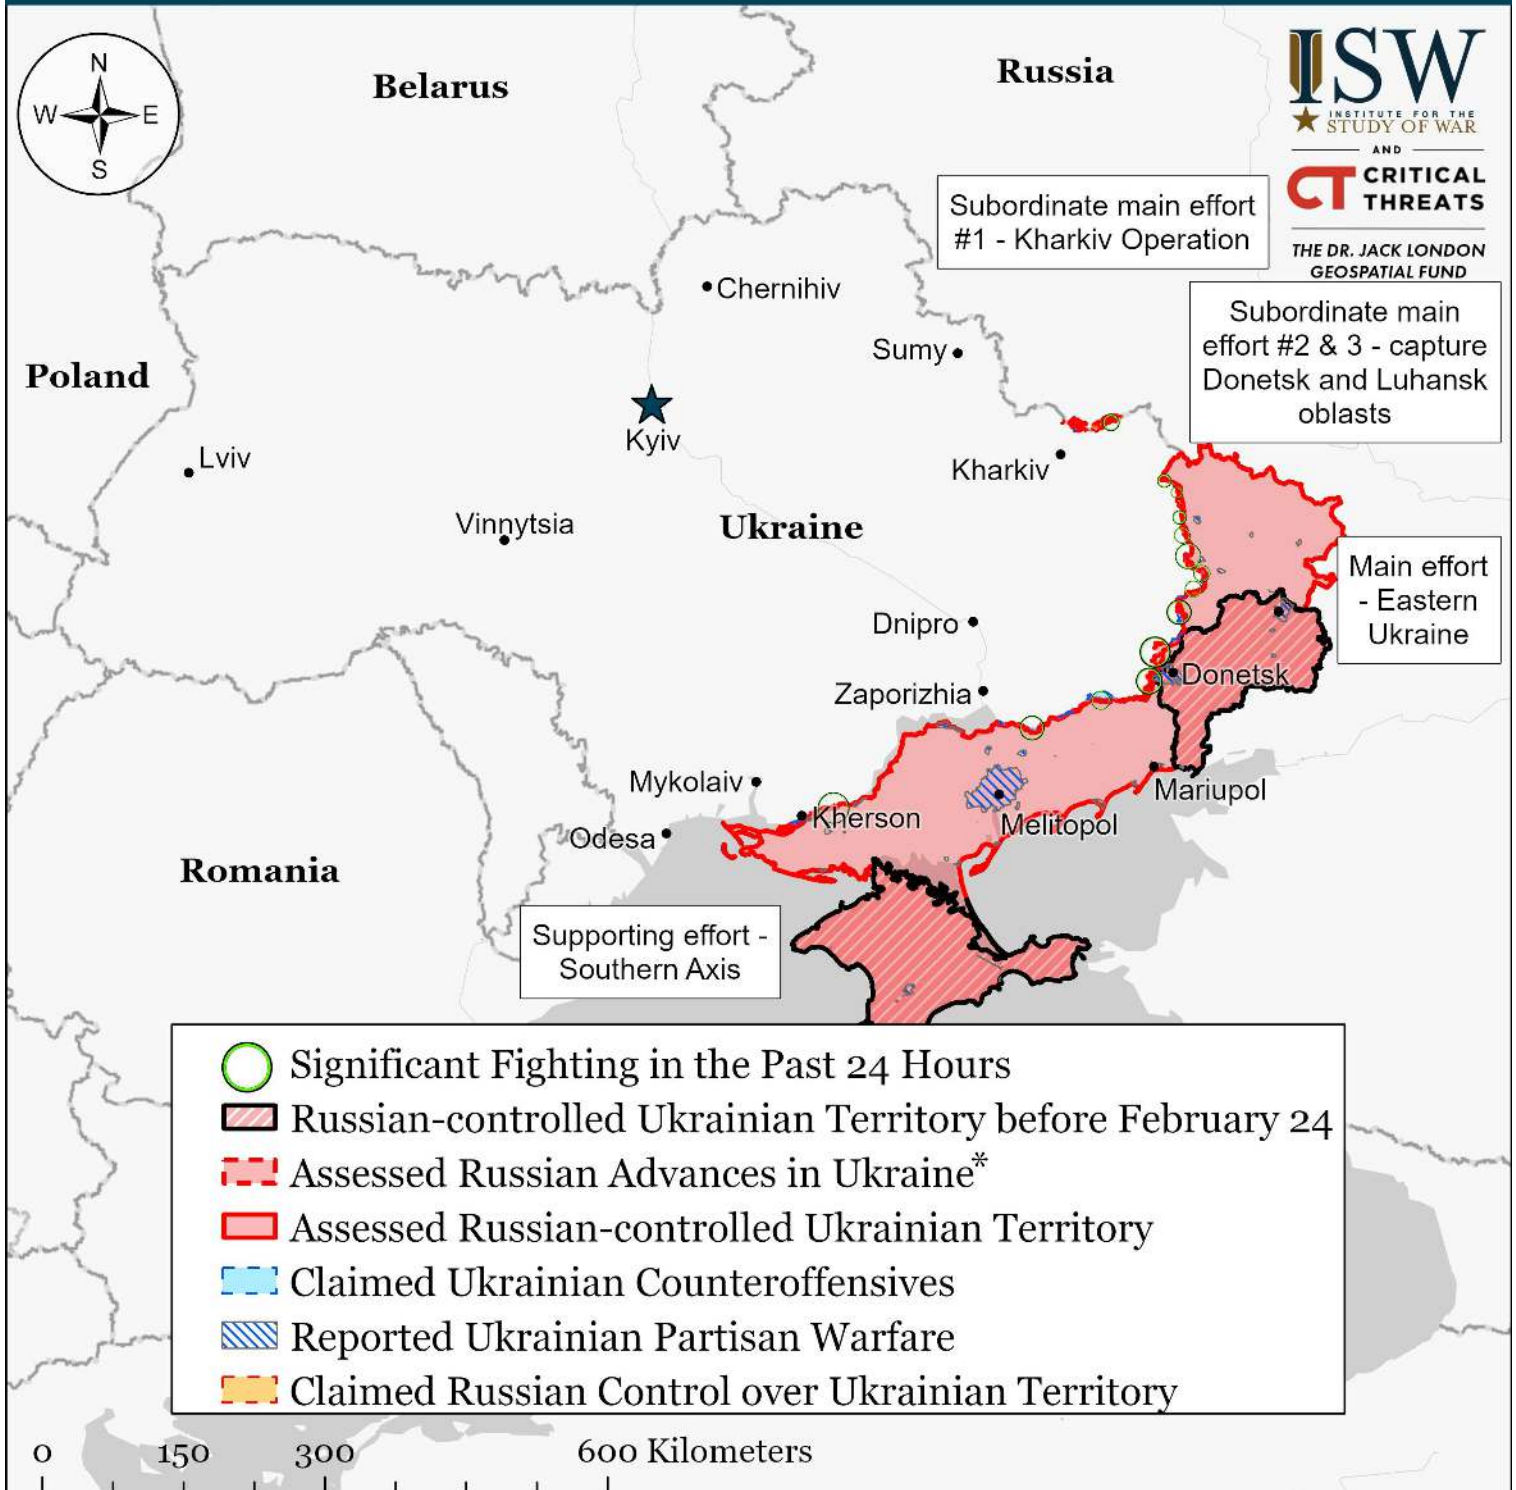 N
W
E
S
Belarus
Russia
ISW
INSTITUTE FOR THE
STUDY OF WAR
AND
CT CRITICAL
THREATS
THE DR. JACK LONDON
GEOSPATIAL FUND
Subordinate main effort
#1 - Kharkiv Operation
Chernihiv
Subordinate main
effort #2 & 3 - capture
Donetsk and Luhansk
oblasts
Sumy
Poland
Kyiv
Lviv
Kharkiv
Vinnytsia
Ukraine
Main effort
- Eastern
Ukraine
Dnipro
Donetsk
Zaporizhia
Mykolaiv
Mariupol
Kherson
Melitopol
Odesa
Romania
Supporting effort -
Southern Axis
Significant Fighting in the Past 24 Hours
Russian-controlled Ukrainian Territory before February 24
Assessed Russian Advances in Ukraine*
Assessed Russian-controlled Ukrainian Territory
Claimed Ukrainian Counteroffensives
Reported Ukrainian Partisan Warfare
Claimed Russian Control over Ukrainian Territory
0 150 300 600 Kilometers